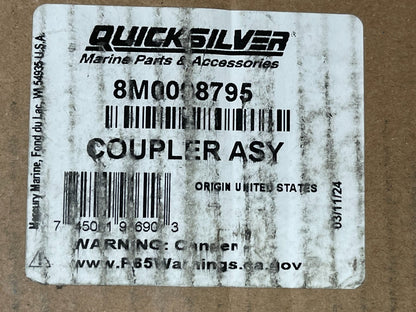 QUICKSILVER
Marine Parts & Accessories
8M0098795
COUPLER ASY
ORIGIN UNITED STATES
WARNING: Cancer
www.P65Warnings.ca.gov
Mercury Marine, Fond du Lac, WI 54935 U.S.A.
03/11/24